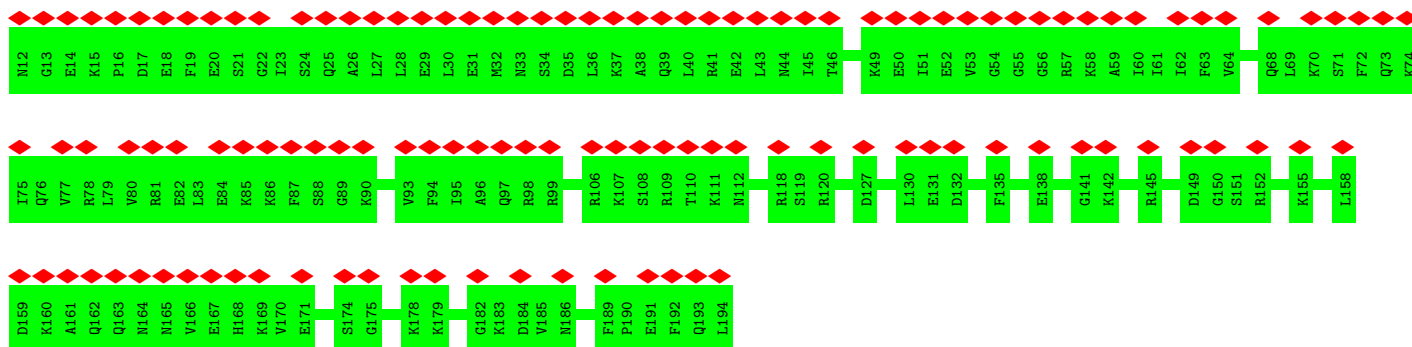 N12 G13 E14 K15 P16 D17 E18 F19 E20 S21 G22 I23 S24 Q25 A26 L27 L28 E29 L30 E31 M32 N33 S34 D35 L36 K37 A38 Q39 L40 R41 E42 L43 N44 I45 T46 K49 E50 I51 E52 V53 G54 G55 G56 R57 K58 A59 I60 I61 I62 F63 V64 Q68 L69 K70 S71 F72 Q73 K74
I75 Q76 V77 R78 L79 V80 R81 E82 L83 E84 K85 K86 F87 S88 G89 K90 V93 F94 I95 A96 Q97 R98 R99 R106 K107 S108 R109 T110 K111 N112 R118 S119 R120 D127 L130 E131 D132 F135 E138 G141 K142 R145 D149 G150 S151 R152 K155 L158
D159 K160 A161 Q162 Q163 N164 N165 V166 E167 H168 K169 V170 E171 S174 G175 K178 K179 G182 K183 D184 V185 N186 F189 P190 E191 F192 Q193 L194